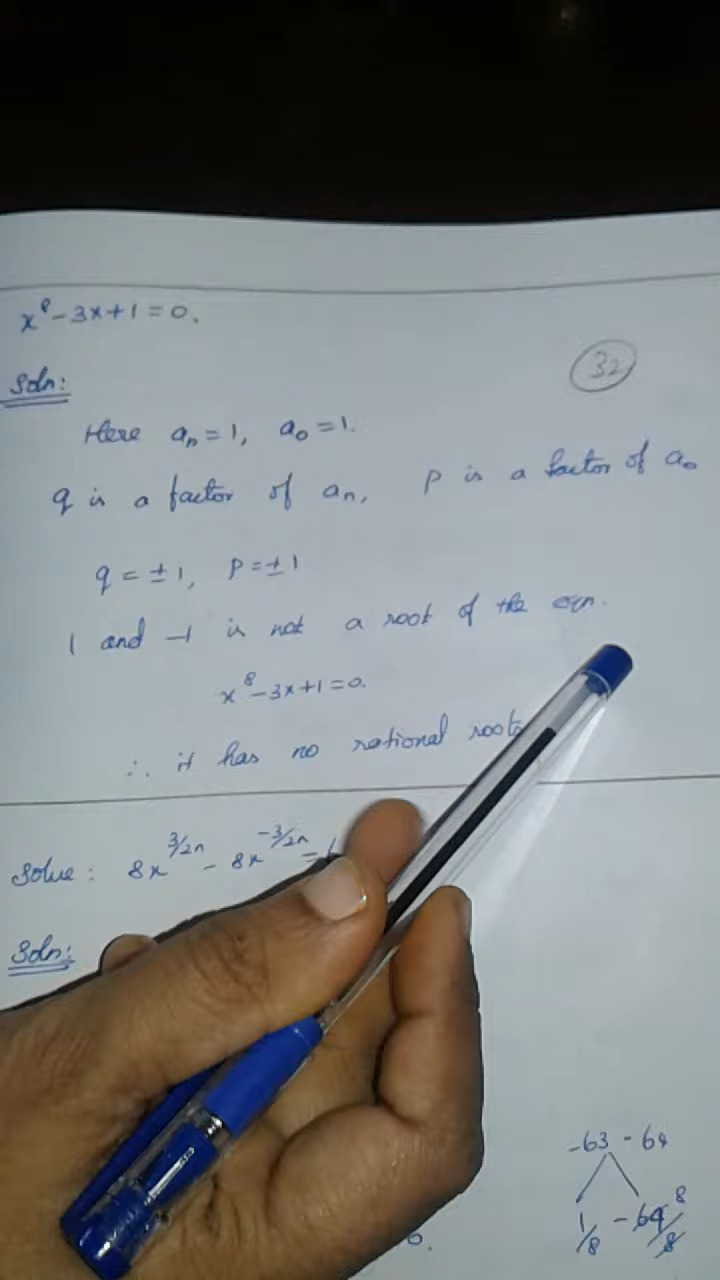 x⁸ - 3x + 1 = 0.
Soln:
32
Here aₙ = 1, a₀ = 1.
q is a factor of aₙ, p is a factor of a₀
q = ±1, p = ±1
1 and -1 is not a root of the eqn.
x⁸ - 3x + 1 = 0.
∴ it has no rational roots
Solve: 8x^(3/2n) - 8x^(-3/2n) =
Soln:
-63 - 64
1/8 - 64/8 8